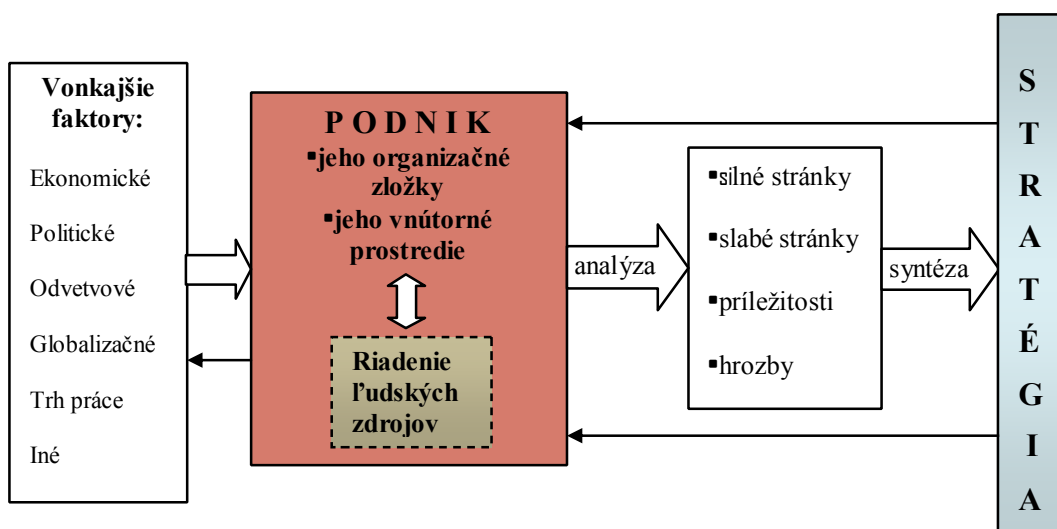 Vonkajšie
faktory:
Ekonomické
Politické
Odvetvové
Globalizačné
Trh práce
Iné
P O D N I K
▪jeho organizačné
zložky
▪jeho vnútorné
prostredie
Riadenie
ľudských
zdrojov
analýza
▪silné stránky
▪slabé stránky
▪príležitosti
▪hrozby
syntéza
S
T
R
A
T
É
G
I
A